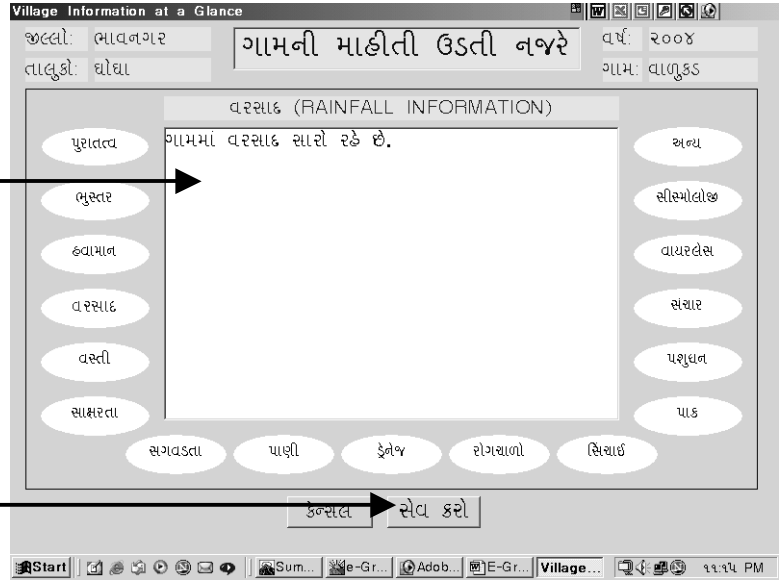 Village Information at a Glance
જીલ્લો: ભાવનગર
ગામની માહીતી ઉડતી નજરે
વર્ષ: ૨૦૦૪
તાલુકો: ઘોઘા
ગામ: વાળુકડ
વરસાદ (RAINFALL INFORMATION)
ગામમાં વરસાદ સારો રહે છે.
પુરાતત્વ
ભુસ્તર
હવામાન
વરસાદ
વસ્તી
સાક્ષરતા
અન્ય
સીસ્મોલોજી
વાયરલેસ
સંચાર
પશુધન
પાક
સગવડતા
પાણી
ડ્રેનેજ
રોગચાળો
સિંચાઈ
કેન્સલ
સેવ કરો
Start
Sum...
e-Gr...
Adob...
E-Gr...
Village...
૧૧:૧૫ PM